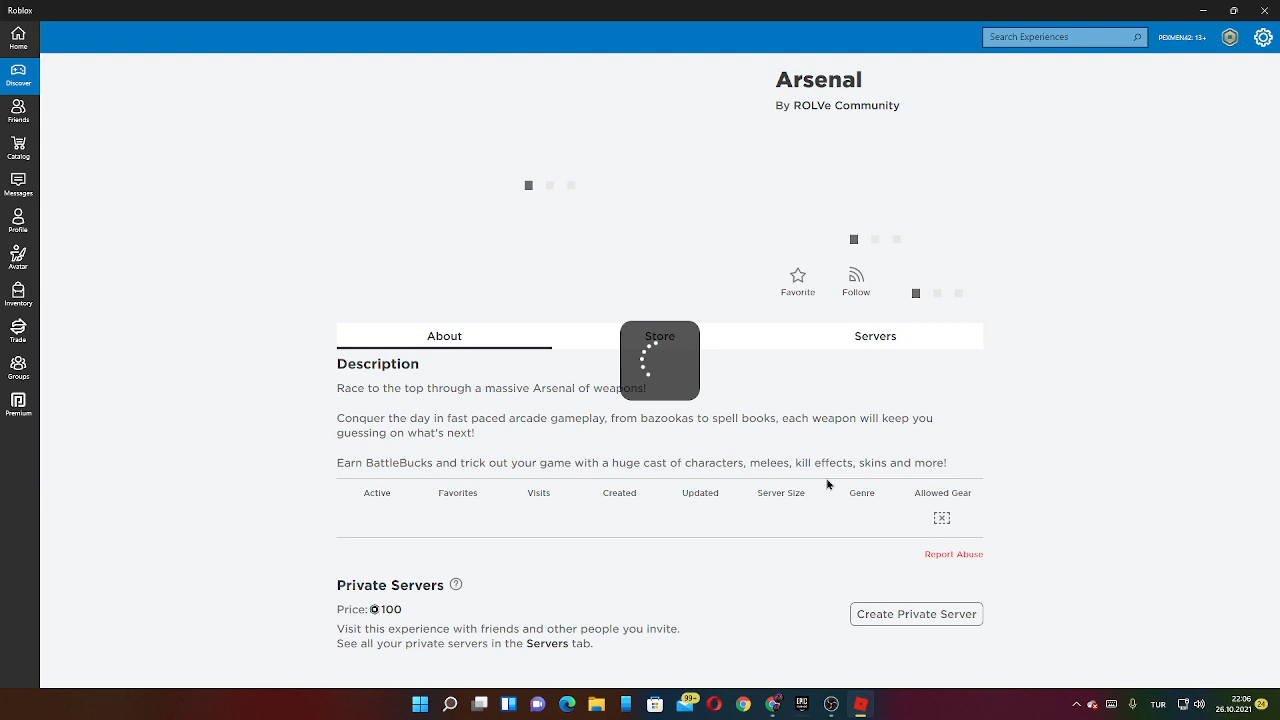 Roblox
Search Experiences
PEXMEN42: 13+
Home
Discover
Friends
Catalog
Messages
Profile
Avatar
Inventory
Trade
Groups
Premium
Arsenal
By ROLVe Community
Favorite
Follow
About
Store
Servers
Description
Race to the top through a massive Arsenal of weapons!
Conquer the day in fast paced arcade gameplay, from bazookas to spell books, each weapon will keep you
guessing on what's next!
Earn BattleBucks and trick out your game with a huge cast of characters, melees, kill effects, skins and more!
Active Favorites Visits Created Updated Server Size Genre Allowed Gear
Report Abuse
Private Servers
Price: 100
Create Private Server
Visit this experience with friends and other people you invite.
See all your private servers in the Servers tab.
99+
EPIC
GAMES
TUR
22:06
26.10.2021
24